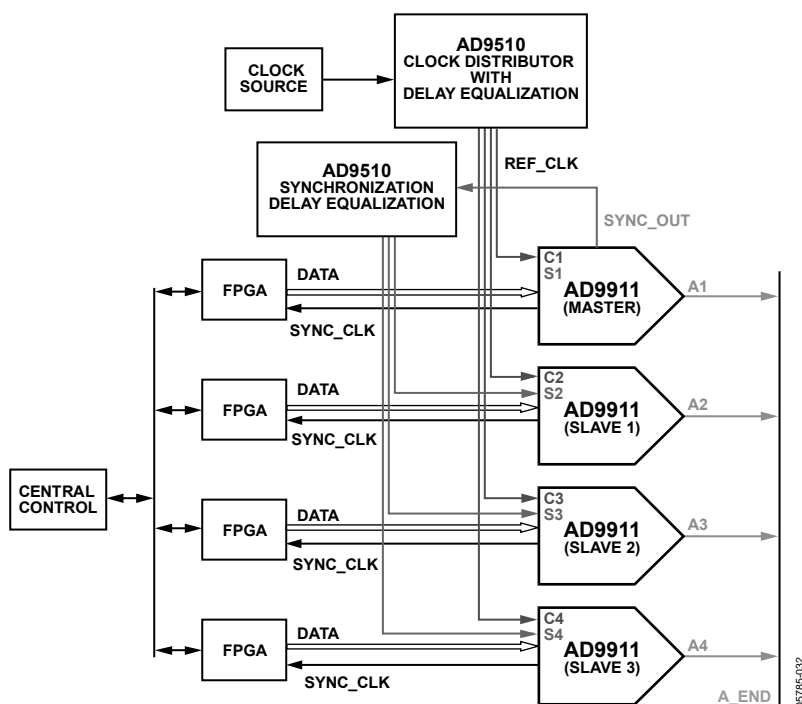 AD9510
CLOCK DISTRIBUTOR
WITH
DELAY EQUALIZATION
CLOCK
SOURCE
AD9510
SYNCHRONIZATION
DELAY EQUALIZATION
REF_CLK
SYNC_OUT
FPGA
DATA
SYNC_CLK
C1
S1
AD9911
(MASTER)
A1
FPGA
DATA
SYNC_CLK
C2
S2
AD9911
(SLAVE 1)
A2
CENTRAL
CONTROL
FPGA
DATA
SYNC_CLK
C3
S3
AD9911
(SLAVE 2)
A3
FPGA
DATA
SYNC_CLK
C4
S4
AD9911
(SLAVE 3)
A4
A_END